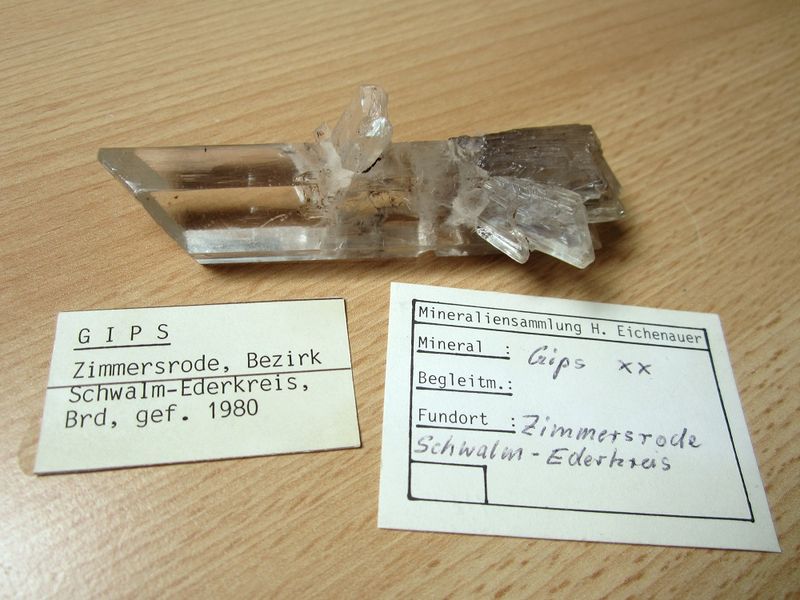 G I P S
Zimmersrode, Bezirk
Schwalm-Ederkreis,
Brd, gef. 1980
Mineraliensammlung H. Eichenauer
Mineral : Gips xx
Begleitm.:
Fundort : Zimmersrode
Schwalm-Ederkreis